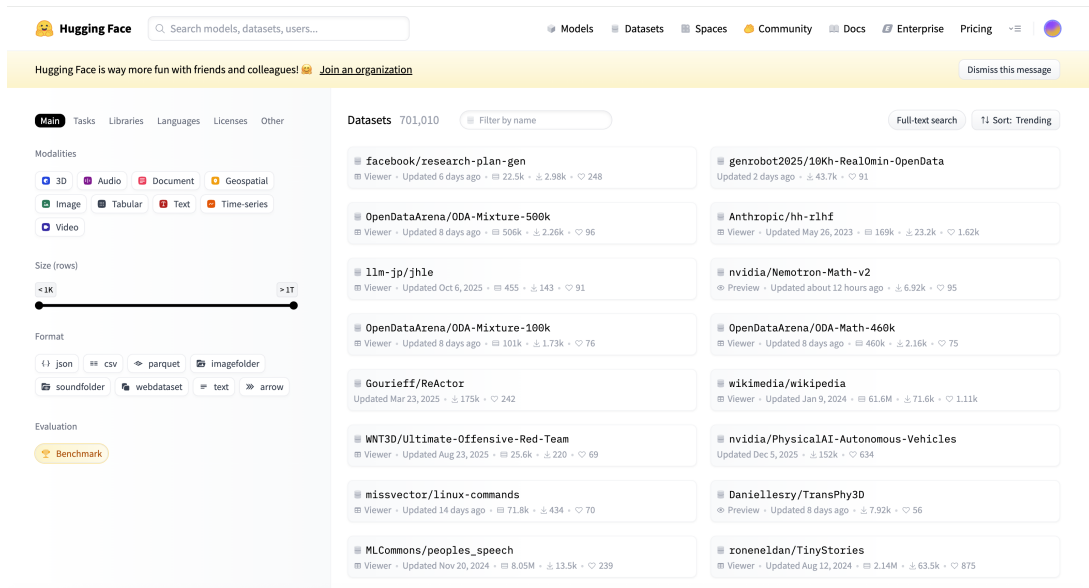 Hugging Face
Search models, datasets, users...
Models
Datasets
Spaces
Community
Docs
Enterprise
Pricing
Hugging Face is way more fun with friends and colleagues! 🤗 Join an organization
Dismiss this message
Main
Tasks
Libraries
Languages
Licenses
Other
Modalities
3D
Audio
Document
Geospatial
Image
Tabular
Text
Time-series
Video
Size (rows)
< 1K
> 1T
Format
json
csv
parquet
imagefolder
soundfolder
webdataset
text
arrow
Evaluation
Benchmark
Datasets 701,010
Filter by name
Full-text search
Sort: Trending
facebook/research-plan-gen
Viewer • Updated 6 days ago • 22.5k • 2.98k • 248
genrobot2025/10Kh-RealOmin-OpenData
Updated 2 days ago • 43.7k • 91
OpenDataArena/ODA-Mixture-500k
Viewer • Updated 8 days ago • 506k • 2.26k • 96
Anthropic/hh-rlhf
Viewer • Updated May 26, 2023 • 169k • 23.2k • 1.62k
llm-jp/jhle
Viewer • Updated Oct 6, 2025 • 455 • 143 • 91
nvidia/Nemotron-Math-v2
Preview • Updated about 12 hours ago • 6.92k • 95
OpenDataArena/ODA-Mixture-100k
Viewer • Updated 8 days ago • 101k • 1.73k • 76
OpenDataArena/ODA-Math-460k
Viewer • Updated 8 days ago • 460k • 2.16k • 75
Gourieff/ReActor
Updated Mar 23, 2025 • 175k • 242
wikimedia/wikipedia
Viewer • Updated Jan 9, 2024 • 61.6M • 71.6k • 1.11k
WNT3D/Ultimate-Offensive-Red-Team
Viewer • Updated Aug 23, 2025 • 25.6k • 220 • 69
nvidia/PhysicalAI-Autonomous-Vehicles
Updated Dec 5, 2025 • 152k • 634
missvector/linux-commands
Viewer • Updated 14 days ago • 71.8k • 434 • 70
Daniellesry/TransPhy3D
Preview • Updated 8 days ago • 7.92k • 56
MLCommons/peoples_speech
Viewer • Updated Nov 20, 2024 • 8.05M • 13.5k • 239
roneneldan/TinyStories
Viewer • Updated Aug 12, 2024 • 2.14M • 63.5k • 875